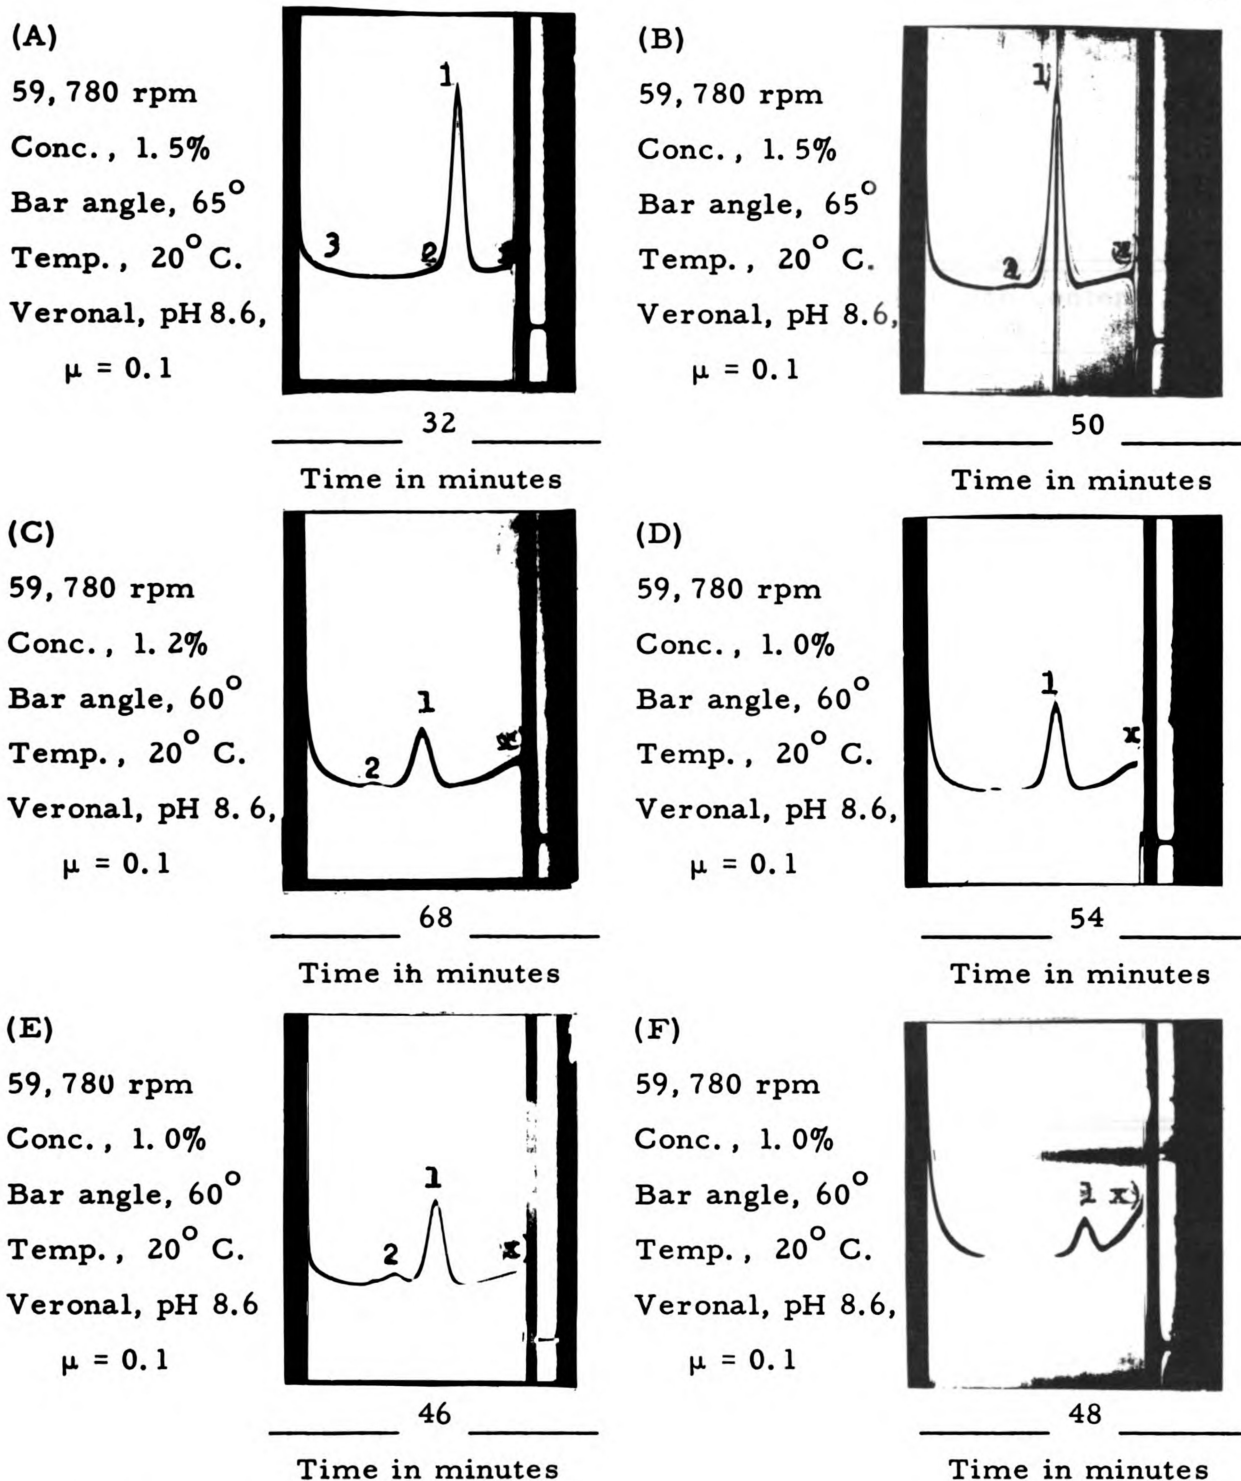 (A)
59, 780 rpm
Conc., 1. 5%
Bar angle, 65°
Temp., 20° C.
Veronal, pH 8.6,
μ = 0.1
1
3
2
32
Time in minutes
(B)
59, 780 rpm
Conc., 1. 5%
Bar angle, 65°
Temp., 20° C.
Veronal, pH 8.6,
μ = 0.1
1
2
50
Time in minutes
(C)
59, 780 rpm
Conc., 1. 2%
Bar angle, 60°
Temp., 20° C.
Veronal, pH 8. 6,
μ = 0.1
1
2
x
68
Time ih minutes
(D)
59, 780 rpm
Conc., 1. 0%
Bar angle, 60°
Temp., 20° C.
Veronal, pH 8.6,
μ = 0.1
1
x
54
Time in minutes
(E)
59, 780 rpm
Conc., 1. 0%
Bar angle, 60°
Temp., 20° C.
Veronal, pH 8.6
μ = 0.1
1
2
x
46
Time in minutes
(F)
59, 780 rpm
Conc., 1. 0%
Bar angle, 60°
Temp., 20° C.
Veronal, pH 8.6,
μ = 0.1
1 x
48
Time in minutes